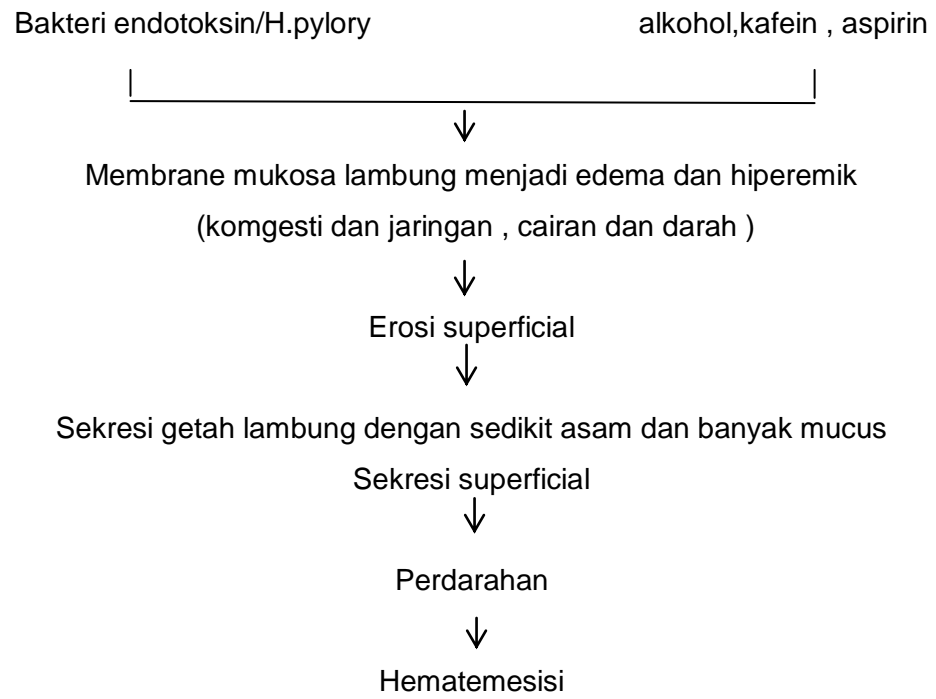 Bakteri endotoksin/H.pylory alkohol,kafein , aspirin
Membrane mukosa lambung menjadi edema dan hiperemik
(komgesti dan jaringan , cairan dan darah )
Erosi superficial
Sekresi getah lambung dengan sedikit asam dan banyak mucus
Sekresi superficial
Perdarahan
Hematemesisi